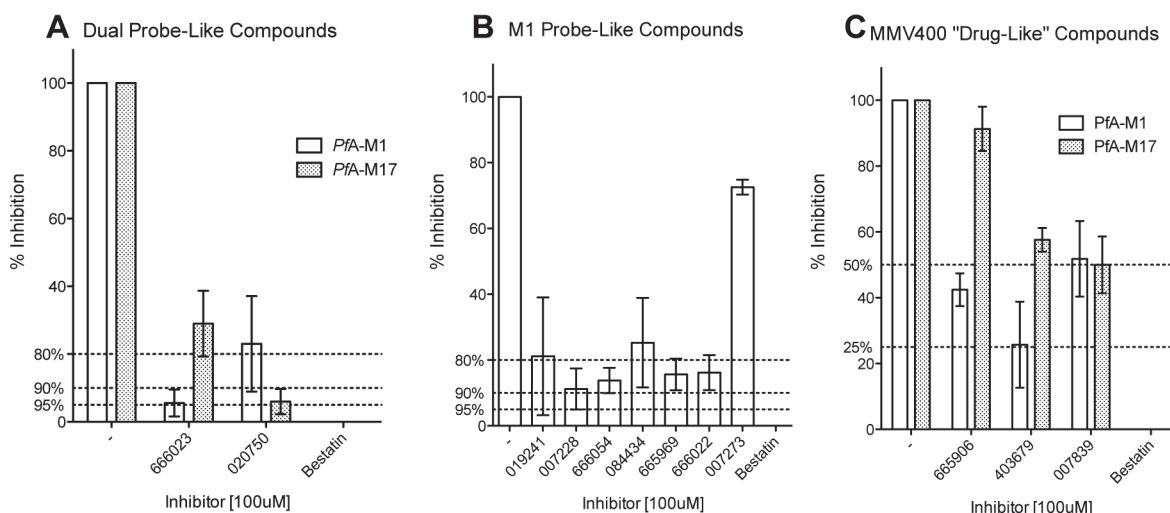 A Dual Probe-Like Compounds
% Inhibition
100
80
60
40
80%
20
90%
95%
0
PfA-M1
PfA-M17
-
666023
020750
Bestatin
Inhibitor [100uM]
B M1 Probe-Like Compounds
% Inhibition
100
80
60
40
80%
90%
95%
0
-
019241
007228
666054
084434
665969
666022
007273
Bestatin
Inhibitor [100uM]
C MMV400 "Drug-Like" Compounds
% Inhibition
100
80
60
50%
40
25%
20
0
PfA-M1
PfA-M17
-
665906
403679
007839
Bestatin
Inhibitor [100uM]